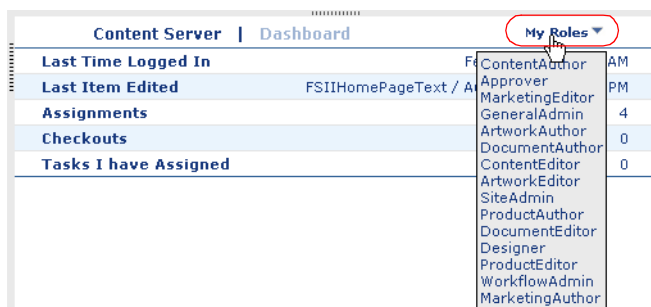 Content Server | Dashboard My Roles
Last Time Logged In Fe AM
Last Item Edited FSIIHomePageText / A PM
Assignments 4
Checkouts 0
Tasks I have Assigned 0
ContentAuthor
Approver
MarketingEditor
GeneralAdmin
ArtworkAuthor
DocumentAuthor
ContentEditor
ArtworkEditor
SiteAdmin
ProductAuthor
DocumentEditor
Designer
ProductEditor
WorkflowAdmin
MarketingAuthor